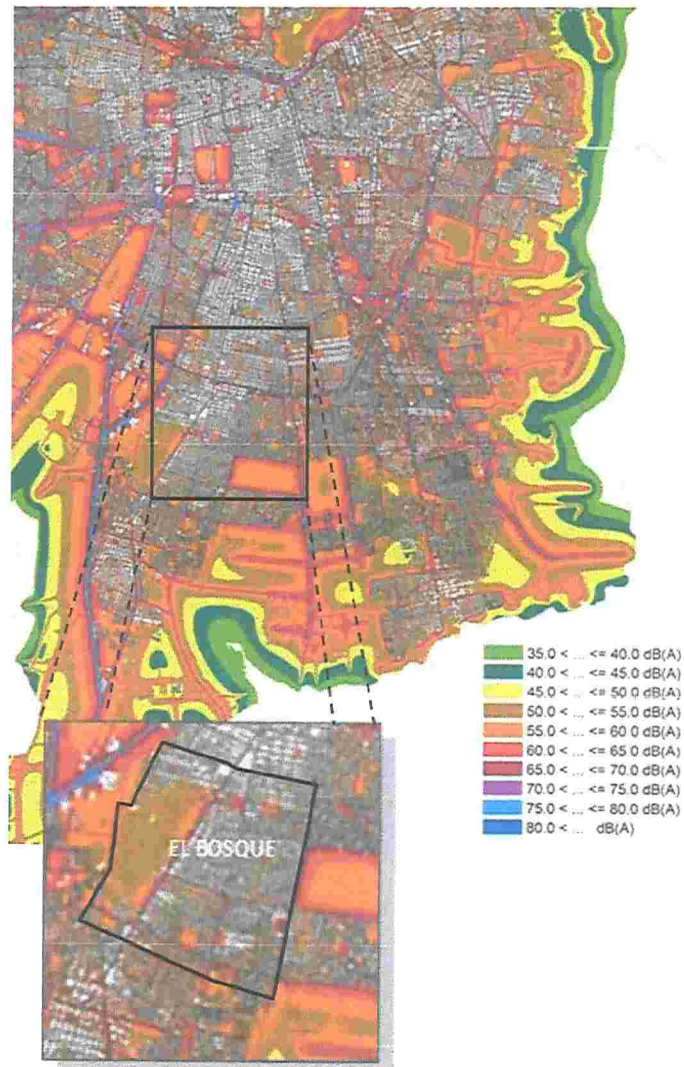 35.0 < ... <= 40.0 dB(A)
40.0 < ... <= 45.0 dB(A)
45.0 < ... <= 50.0 dB(A)
50.0 < ... <= 55.0 dB(A)
55.0 < ... <= 60.0 dB(A)
60.0 < ... <= 65.0 dB(A)
65.0 < ... <= 70.0 dB(A)
70.0 < ... <= 75.0 dB(A)
75.0 < ... <= 80.0 dB(A)
80.0 < ... dB(A)
EL BOSQUE